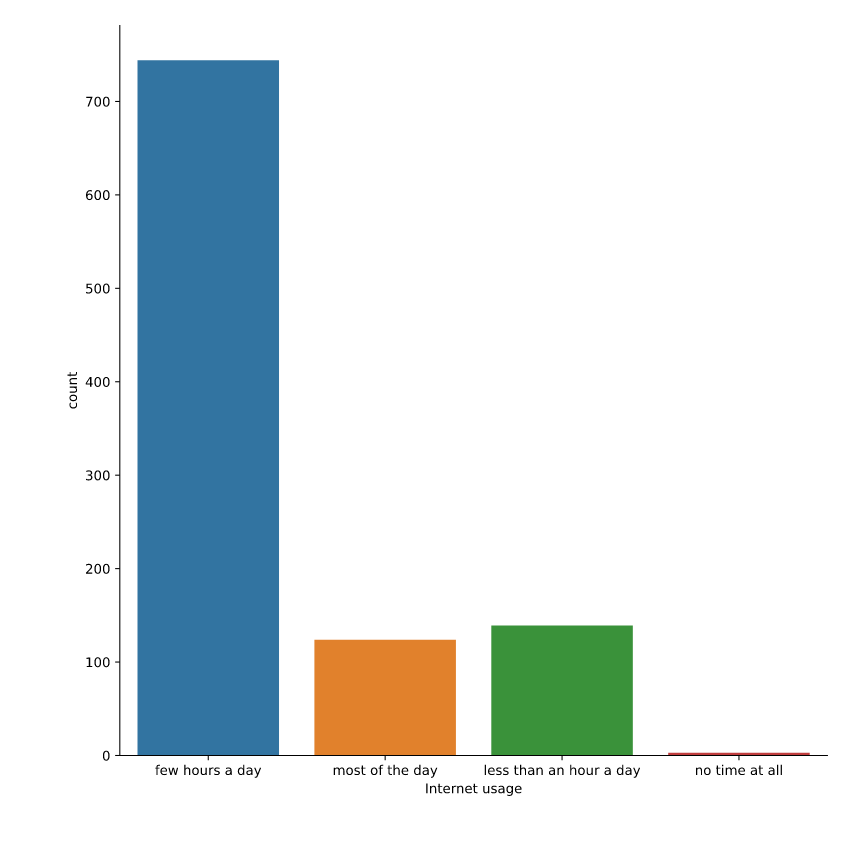 700
600
500
400
300
200
100
0
count
few hours a day
most of the day
less than an hour a day
no time at all
Internet usage